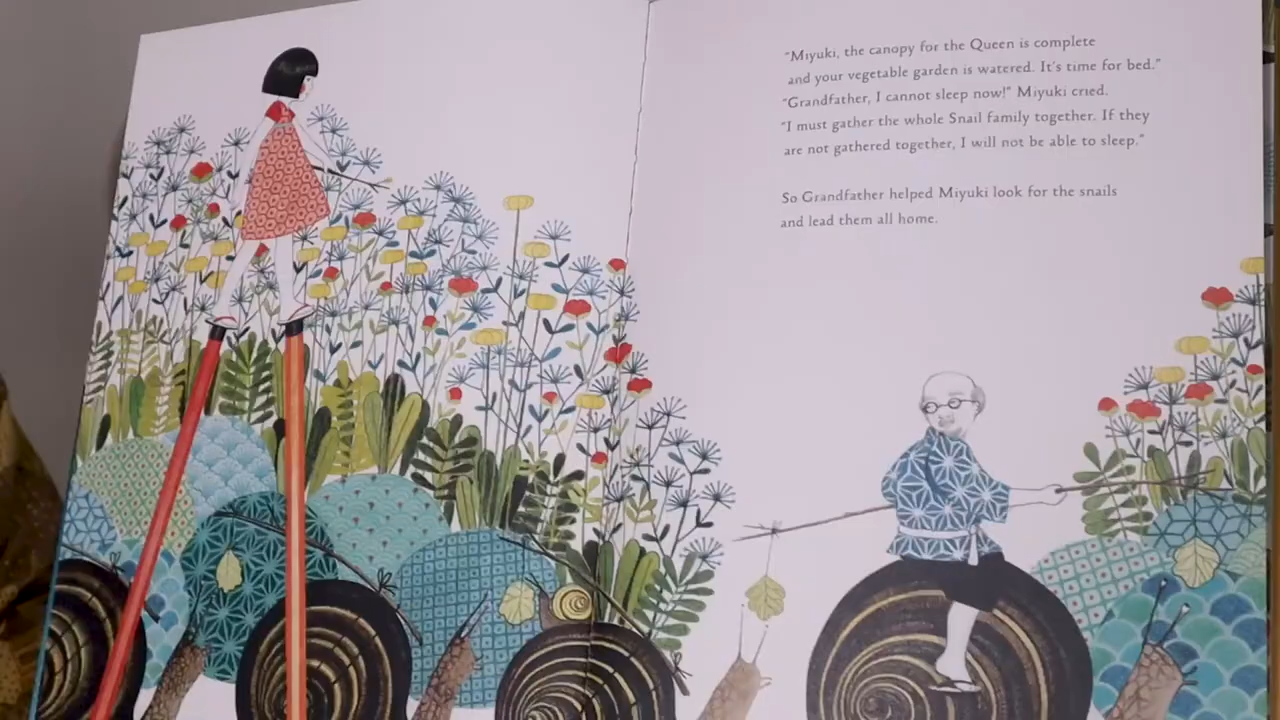 "Miyuki, the canopy for the Queen is complete
and your vegetable garden is watered. It's time for bed."
"Grandfather, I cannot sleep now!" Miyuki cried.
"I must gather the whole Snail family together. If they
are not gathered together, I will not be able to sleep."
So Grandfather helped Miyuki look for the snails
and lead them all home.